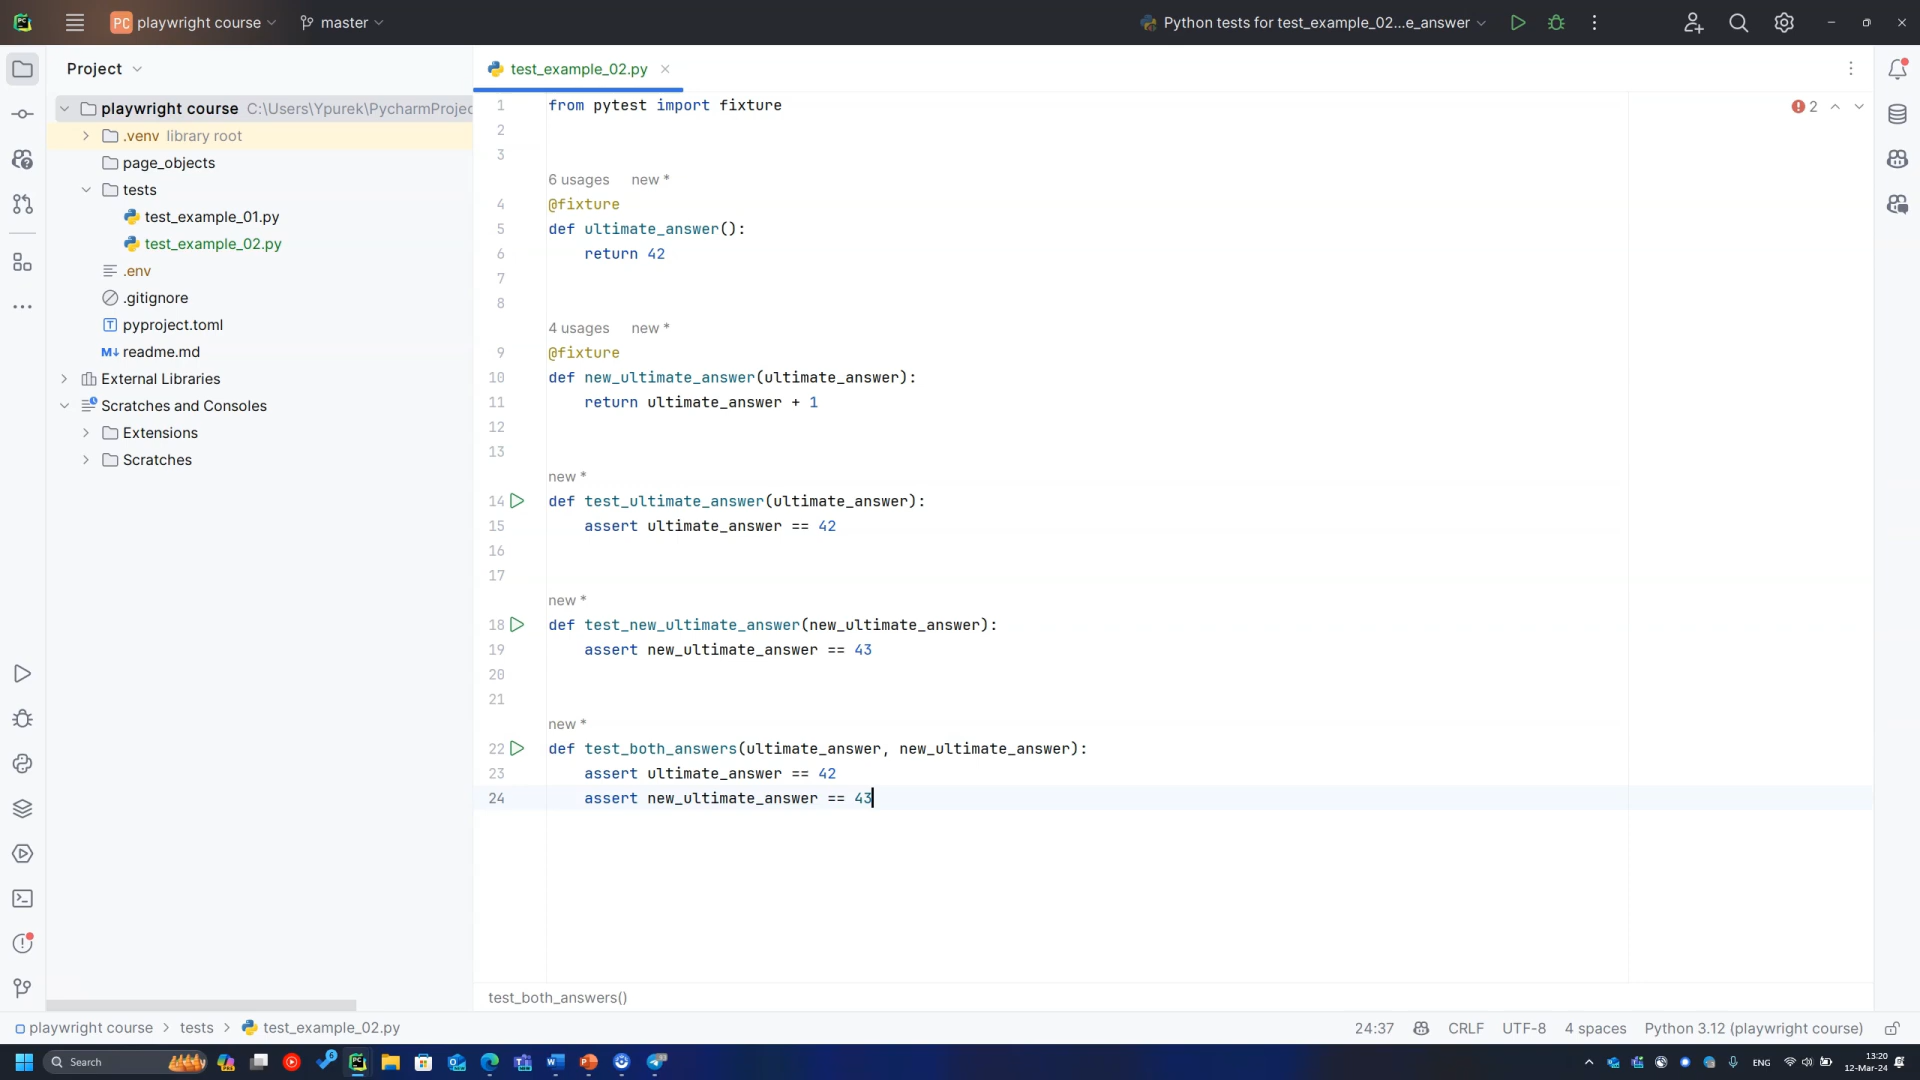 PC playwright course
master
Python tests for test_example_02...e_answer
Project
test_example_02.py
playwright course C:\Users\Ypurek\PycharmProjec
.venv library root
page_objects
tests
test_example_01.py
test_example_02.py
.env
.gitignore
pyproject.toml
readme.md
External Libraries
Scratches and Consoles
Extensions
Scratches
2
1 from pytest import fixture
2
3
6 usages new *
4 @fixture
5 def ultimate_answer():
6 return 42
7
8
4 usages new *
9 @fixture
10 def new_ultimate_answer(ultimate_answer):
11 return ultimate_answer + 1
12
13
new *
14 def test_ultimate_answer(ultimate_answer):
15 assert ultimate_answer == 42
16
17
new *
18 def test_new_ultimate_answer(new_ultimate_answer):
19 assert new_ultimate_answer == 43
20
21
new *
22 def test_both_answers(ultimate_answer, new_ultimate_answer):
23 assert ultimate_answer == 42
24 assert new_ultimate_answer == 43
test_both_answers()
playwright course > tests > test_example_02.py
24:37 CRLF UTF-8 4 spaces Python 3.12 (playwright course)
Search
ENG
13:20
12-Mar-24